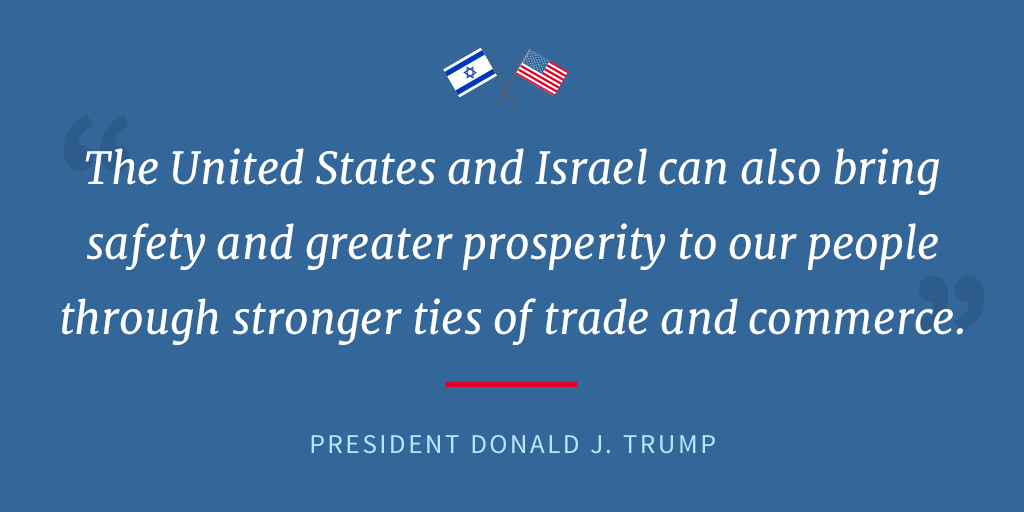 “The United States and Israel can also bring
safety and greater prosperity to our people
through stronger ties of trade and commerce.”
PRESIDENT DONALD J. TRUMP